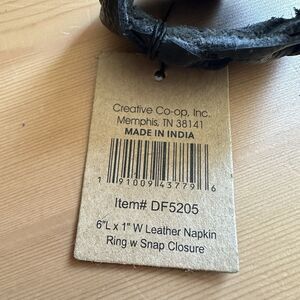 Creative Co-op, Inc.
Memphis, TN 38141
MADE IN INDIA
1 91009 43779 6
Item# DF5205
6"L x 1" W Leather Napkin
Ring w Snap Closure